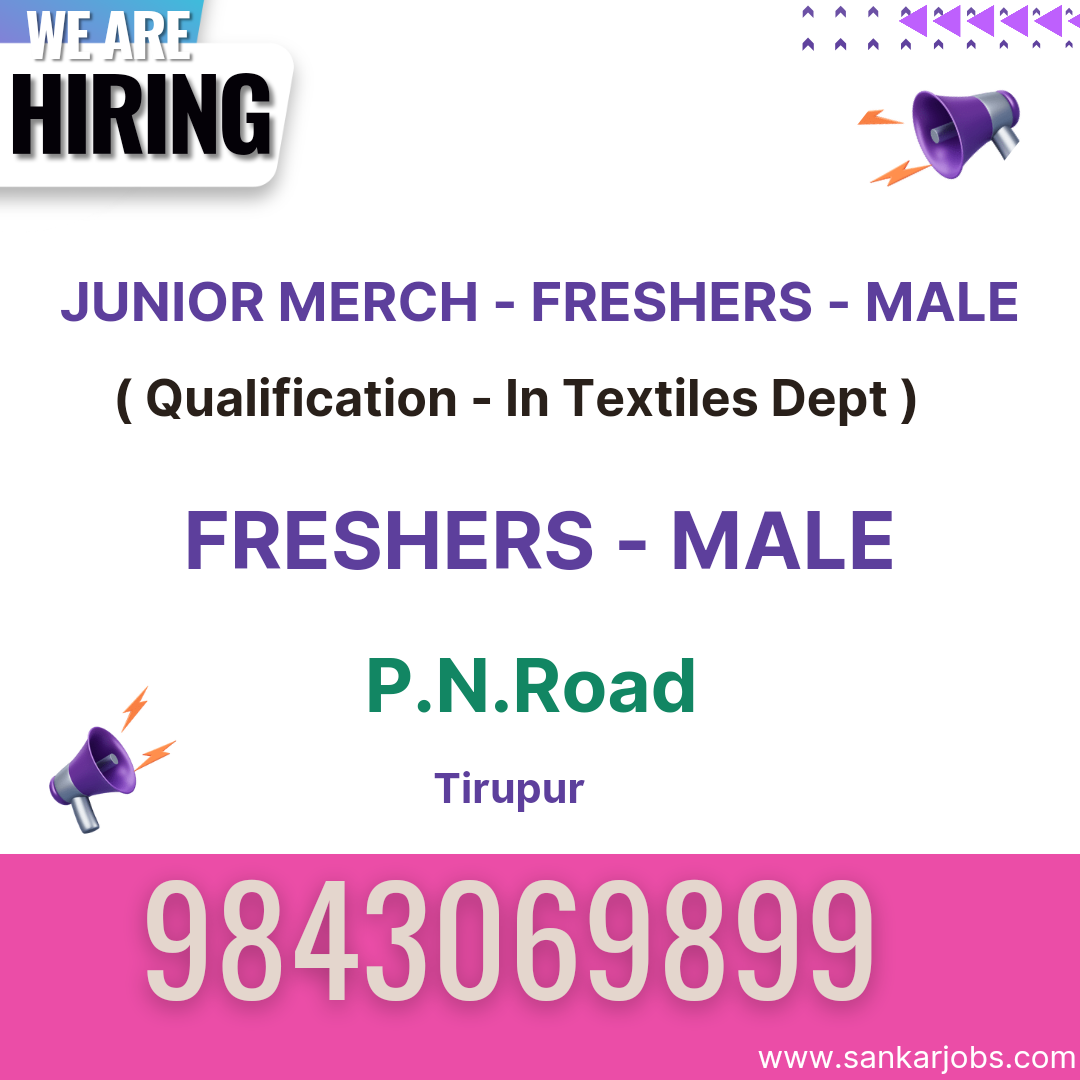 WE ARE
HIRING
JUNIOR MERCH - FRESHERS - MALE
( Qualification - In Textiles Dept )
FRESHERS - MALE
P.N.Road
Tirupur
9843069899
www.sankarjobs.com